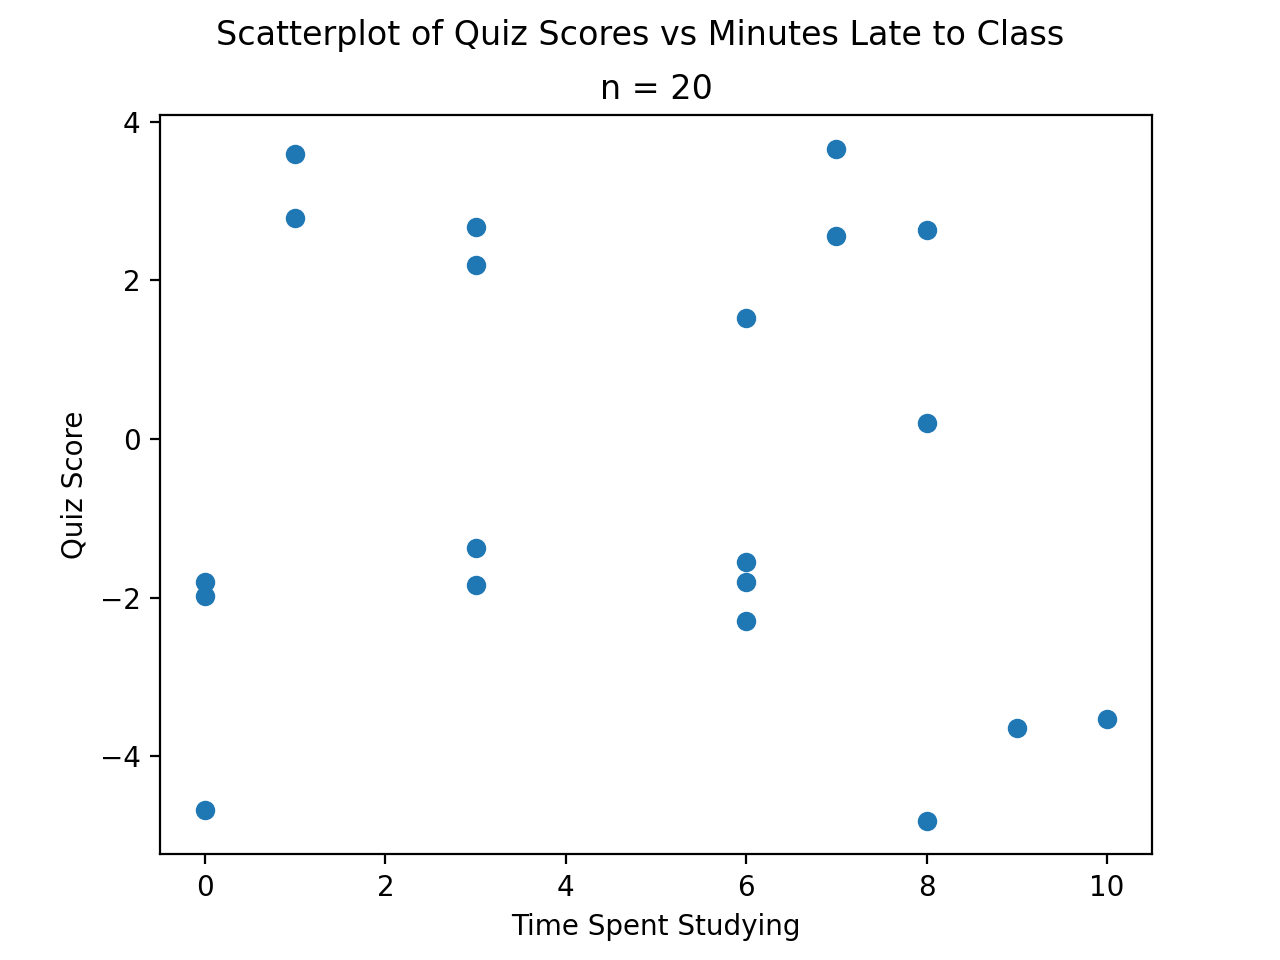 Scatterplot of Quiz Scores vs Minutes Late to Class
n = 20
4
2
0
−2
−4
Quiz Score
0 2 4 6 8 10
Time Spent Studying